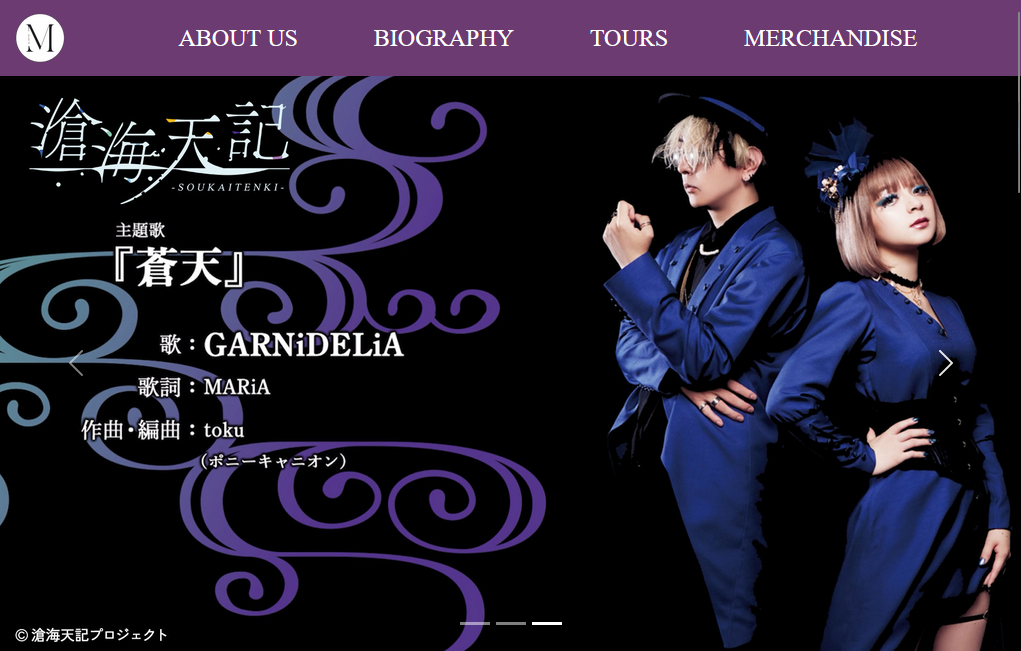 M
ABOUT US
BIOGRAPHY
TOURS
MERCHANDISE
滄海天記
-SOUKAITENKI-
主題歌
『蒼天』
歌：GARNiDELiA
歌詞：MARiA
作曲・編曲：toku
（ポニーキャニオン）
©滄海天記プロジェクト